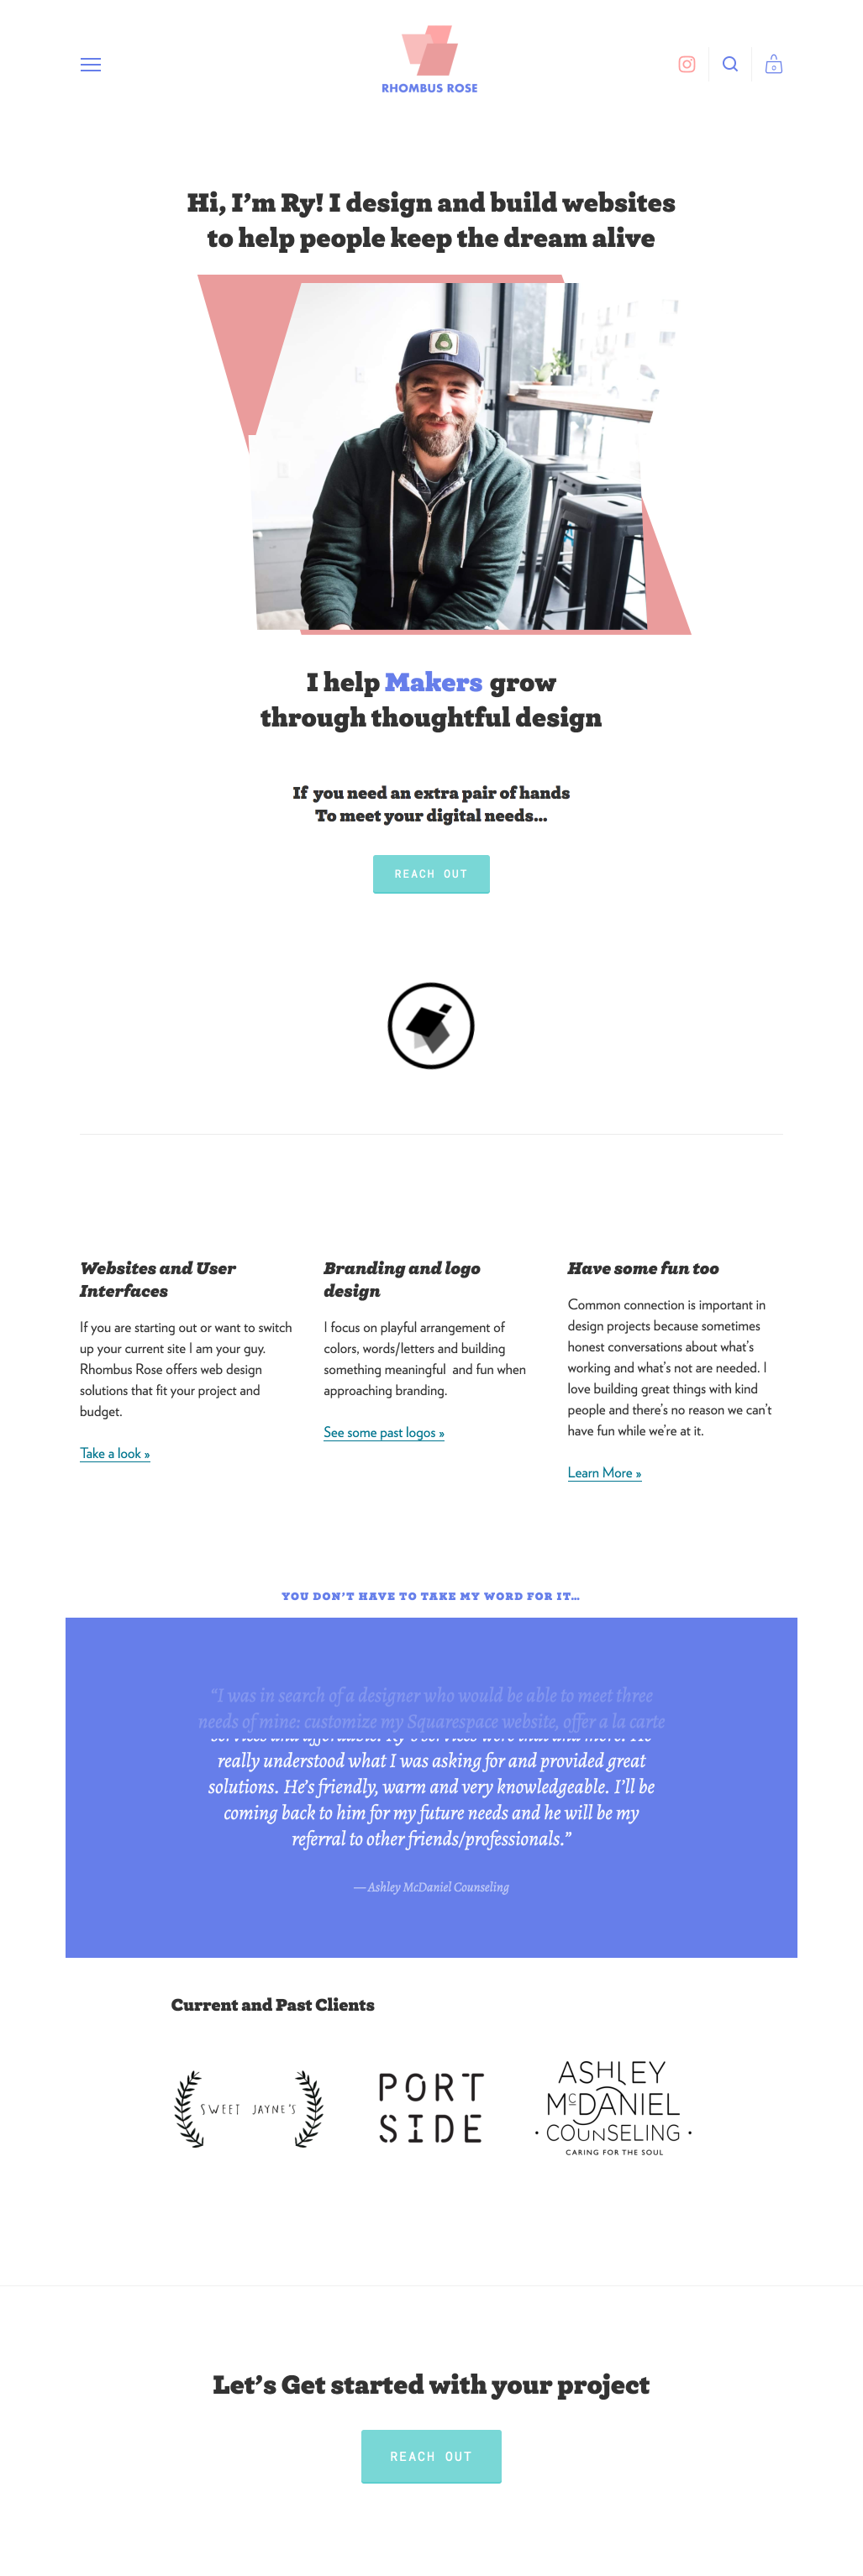 RHOMBUS ROSE
0
Hi, I’m Ry! I design and build websites
to help people keep the dream alive
I help Makers grow
through thoughtful design
If you need an extra pair of hands
To meet your digital needs...
REACH OUT
Websites and User
Interfaces
If you are starting out or want to switch
up your current site I am your guy.
Rhombus Rose offers web design
solutions that fit your project and
budget.
Take a look »
Branding and logo
design
I focus on playful arrangement of
colors, words/letters and building
something meaningful and fun when
approaching branding.
See some past logos »
Have some fun too
Common connection is important in
design projects because sometimes
honest conversations about what’s
working and what’s not are needed. I
love building great things with kind
people and there’s no reason we can’t
have fun while we’re at it.
Learn More »
YOU DON’T HAVE TO TAKE MY WORD FOR IT...
“I was in search of a designer who would be able to meet three
needs of mine: customize my Squarespace website, offer a la carte
services and affordable. Ry’s services were that and more! He
really understood what I was asking for and provided great
solutions. He’s friendly, warm and very knowledgeable. I’ll be
coming back to him for my future needs and he will be my
referral to other friends/professionals.”
— Ashley McDaniel Counseling
Current and Past Clients
SWEET JAYNE'S
PORT
SIDE
ASHLEY
MCDANIEL
· COUNSELING ·
CARING FOR THE SOUL
Let’s Get started with your project
REACH OUT